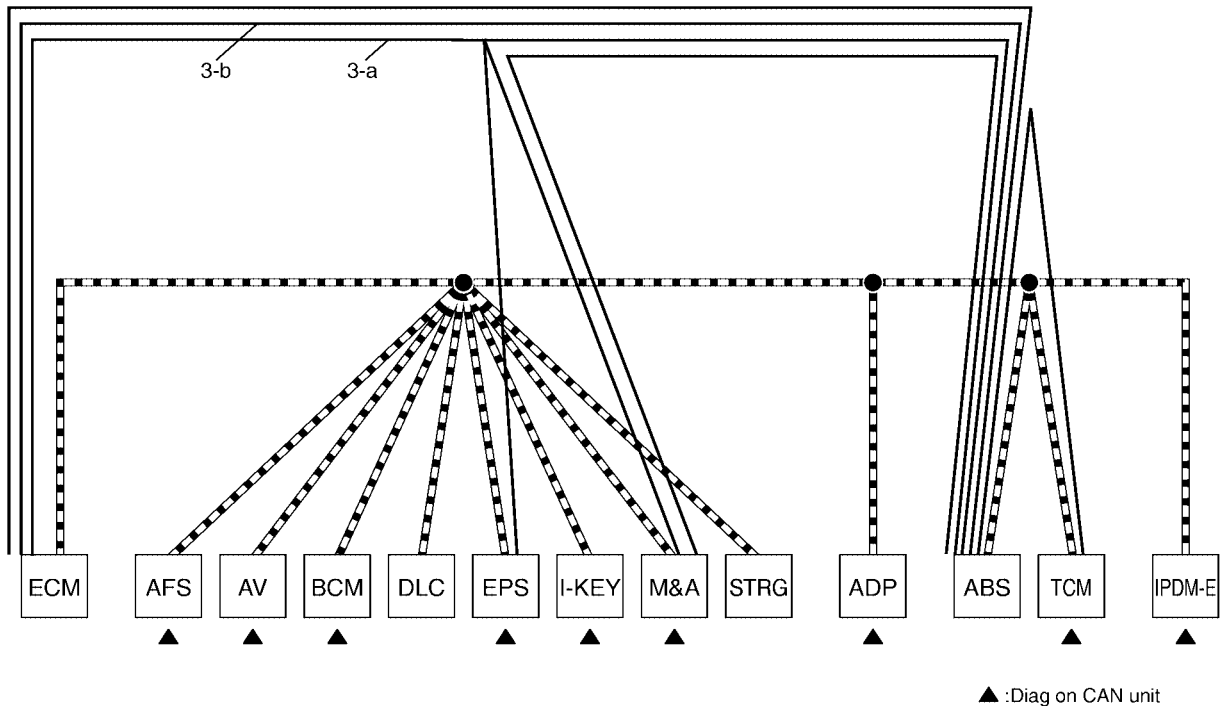 3-b
3-a
ECM AFS AV BCM DLC EPS I-KEY M&A STRG ADP ABS TCM IPDM-E
▲ :Diag on CAN unit